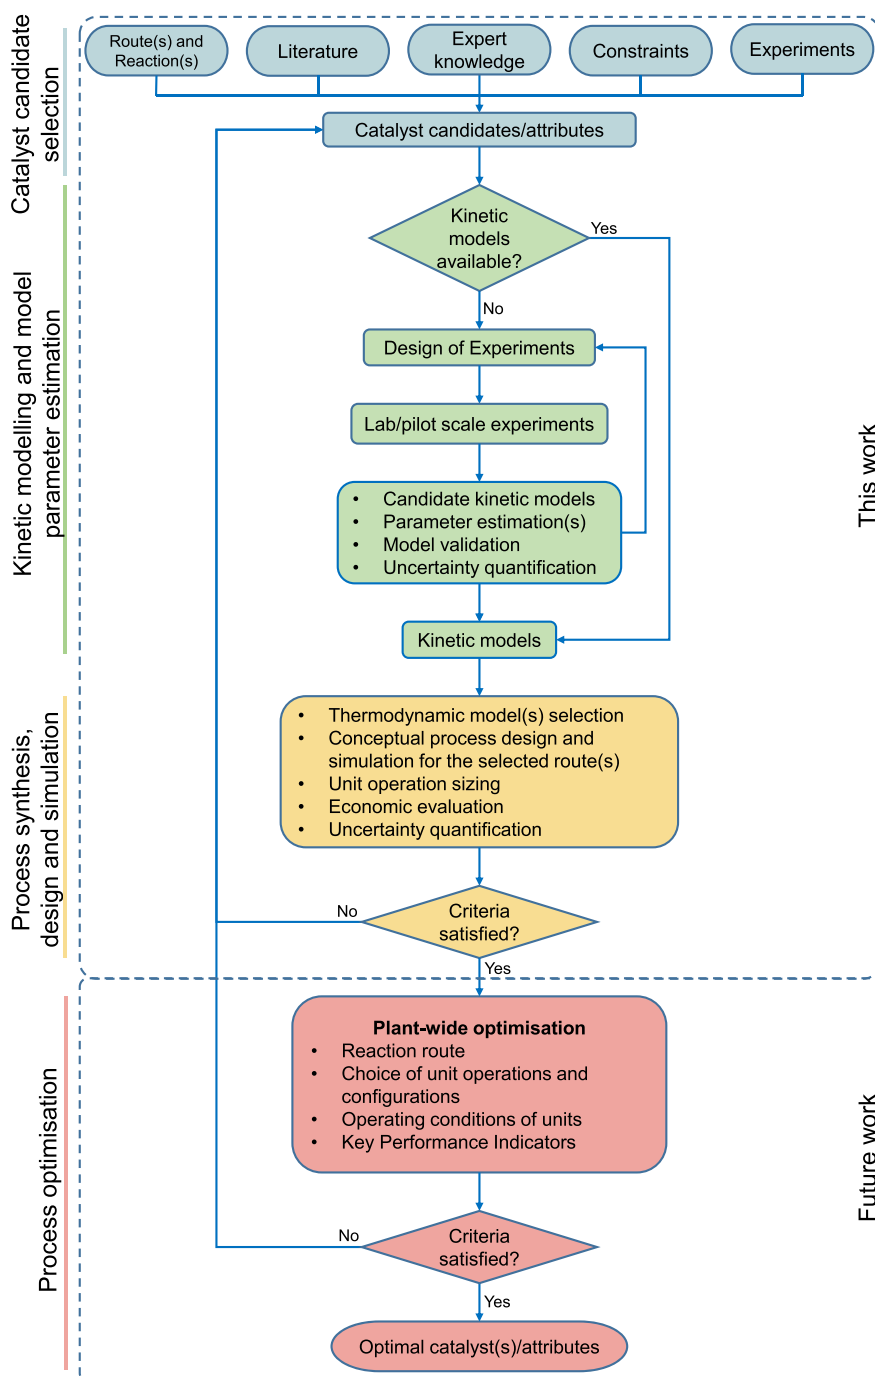 Route(s) and
Reaction(s)
Literature
Expert
knowledge
Constraints
Experiments
Catalyst candidate
selection
Catalyst candidates/attributes
Kinetic
models
available?
Yes
No
Kinetic modelling and model
parameter estimation
Design of Experiments
Lab/pilot scale experiments
• Candidate kinetic models
• Parameter estimation(s)
• Model validation
• Uncertainty quantification
Kinetic models
This work
Process synthesis,
design and simulation
• Thermodynamic model(s) selection
• Conceptual process design and
simulation for the selected route(s)
• Unit operation sizing
• Economic evaluation
• Uncertainty quantification
Criteria
satisfied?
No
Yes
Process optimisation
Plant-wide optimisation
• Reaction route
• Choice of unit operations and
configurations
• Operating conditions of units
• Key Performance Indicators
Future work
Criteria
satisfied?
No
Yes
Optimal catalyst(s)/attributes